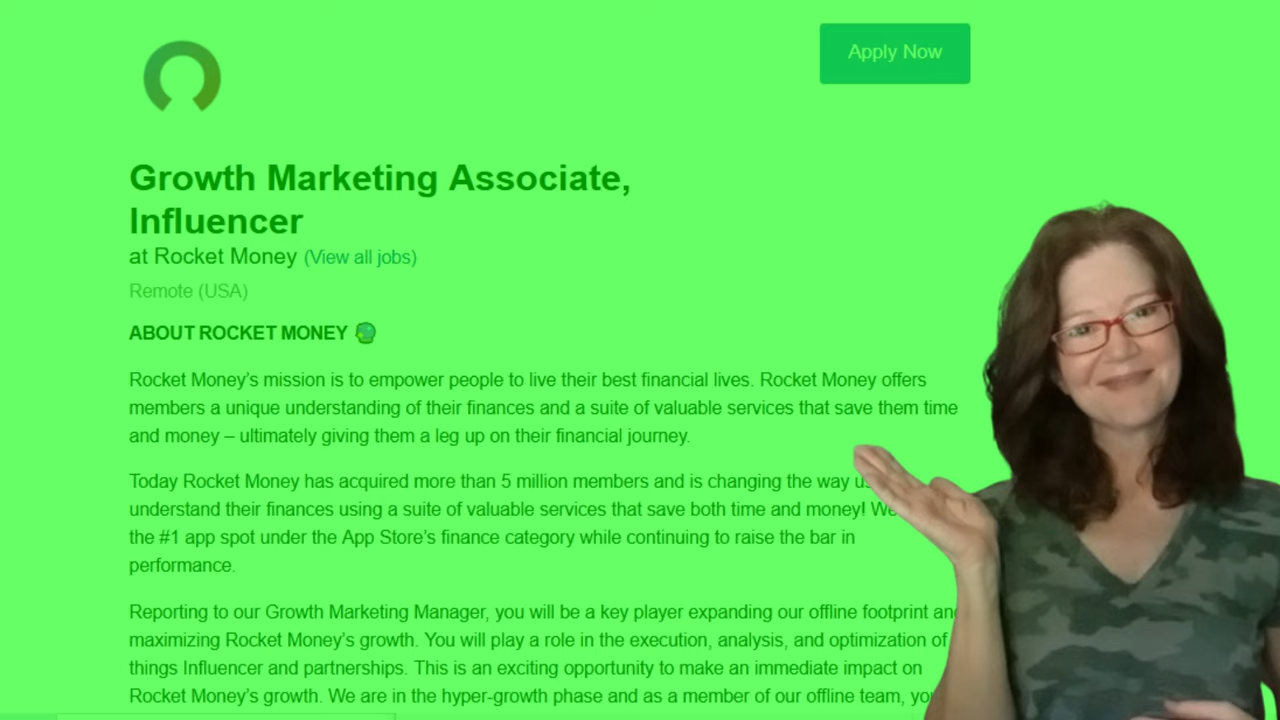 Apply Now
Growth Marketing Associate,
Influencer
at Rocket Money (View all jobs)
Remote (USA)
ABOUT ROCKET MONEY
Rocket Money’s mission is to empower people to live their best financial lives. Rocket Money offers
members a unique understanding of their finances and a suite of valuable services that save them time
and money – ultimately giving them a leg up on their financial journey.
Today Rocket Money has acquired more than 5 million members and is changing the way
understand their finances using a suite of valuable services that save both time and money!
the #1 app spot under the App Store’s finance category while continuing to raise the bar in
performance.
Reporting to our Growth Marketing Manager, you will be a key player expanding our offline footprint and
maximizing Rocket Money’s growth. You will play a role in the execution, analysis, and optimization of
things Influencer and partnerships. This is an exciting opportunity to make an immediate impact on
Rocket Money’s growth. We are in the hyper-growth phase and as a member of our offline team,